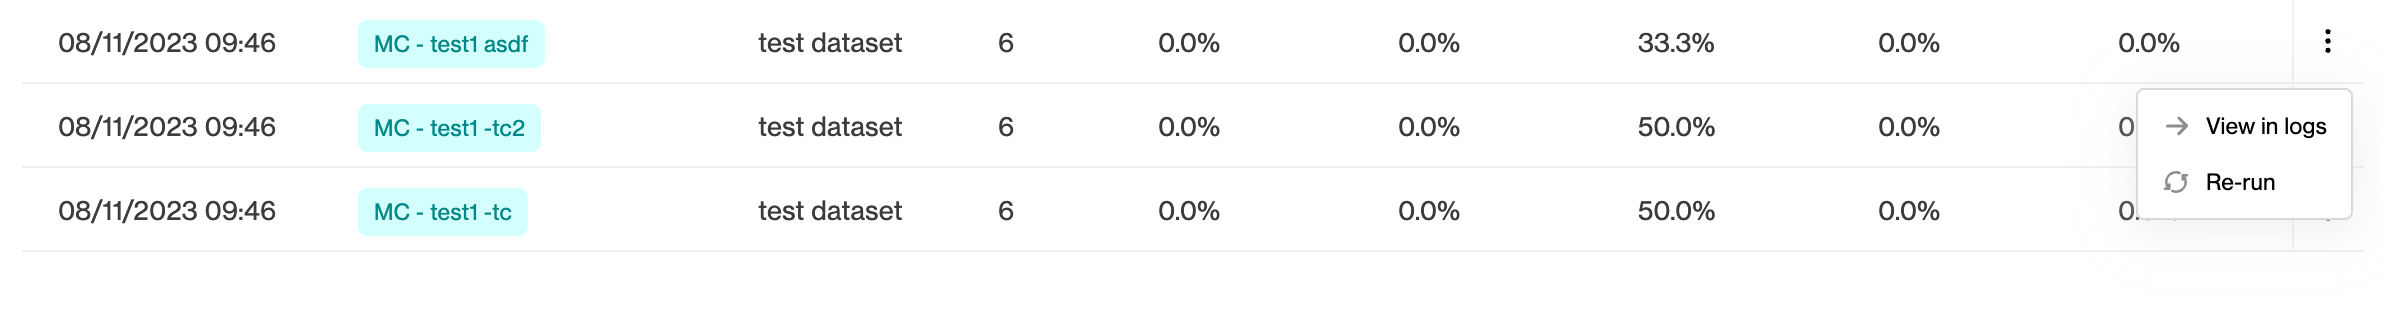 08/11/2023 09:46 MC - test1 asdf test dataset 6 0.0% 0.0% 33.3% 0.0% 0.0%
08/11/2023 09:46 MC - test1 -tc2 test dataset 6 0.0% 0.0% 50.0% 0.0% 0
View in logs
Re-run
08/11/2023 09:46 MC - test1 -tc test dataset 6 0.0% 0.0% 50.0% 0.0% 0.